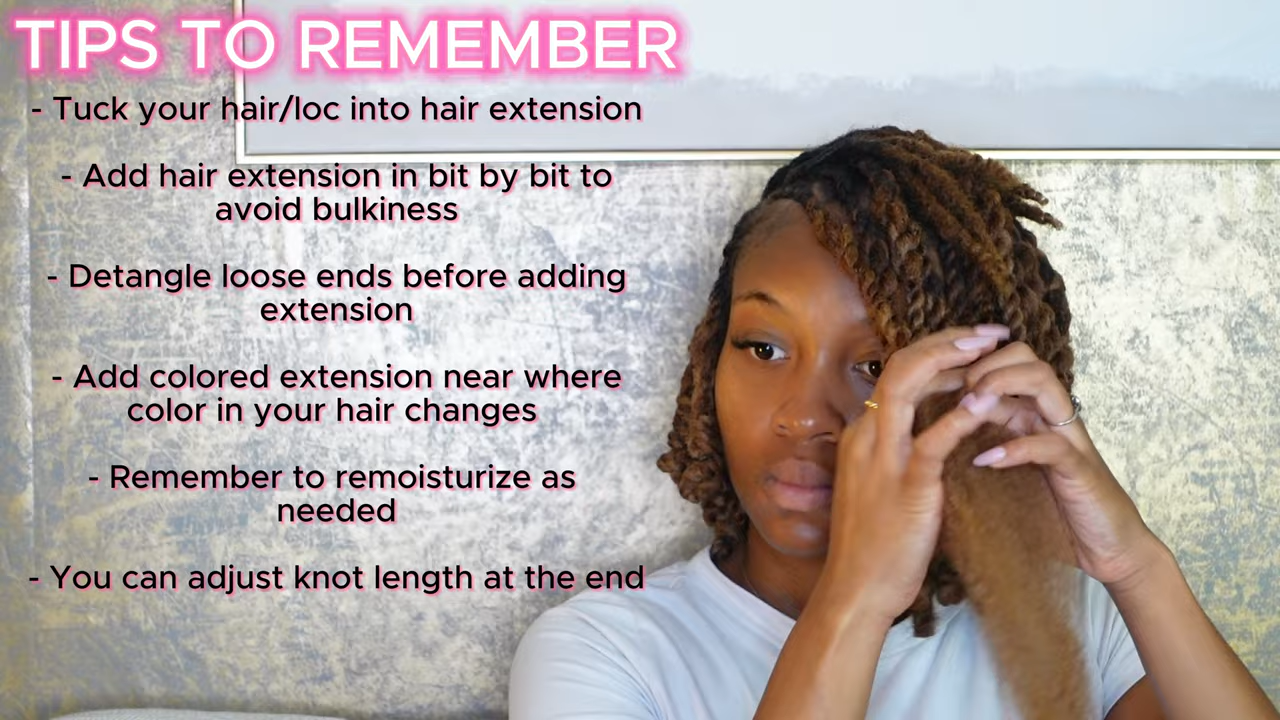 TIPS TO REMEMBER
- Tuck your hair/loc into hair extension
- Add hair extension in bit by bit to
avoid bulkiness
- Detangle loose ends before adding
extension
- Add colored extension near where
color in your hair changes
- Remember to remoisturize as
needed
- You can adjust knot length at the end